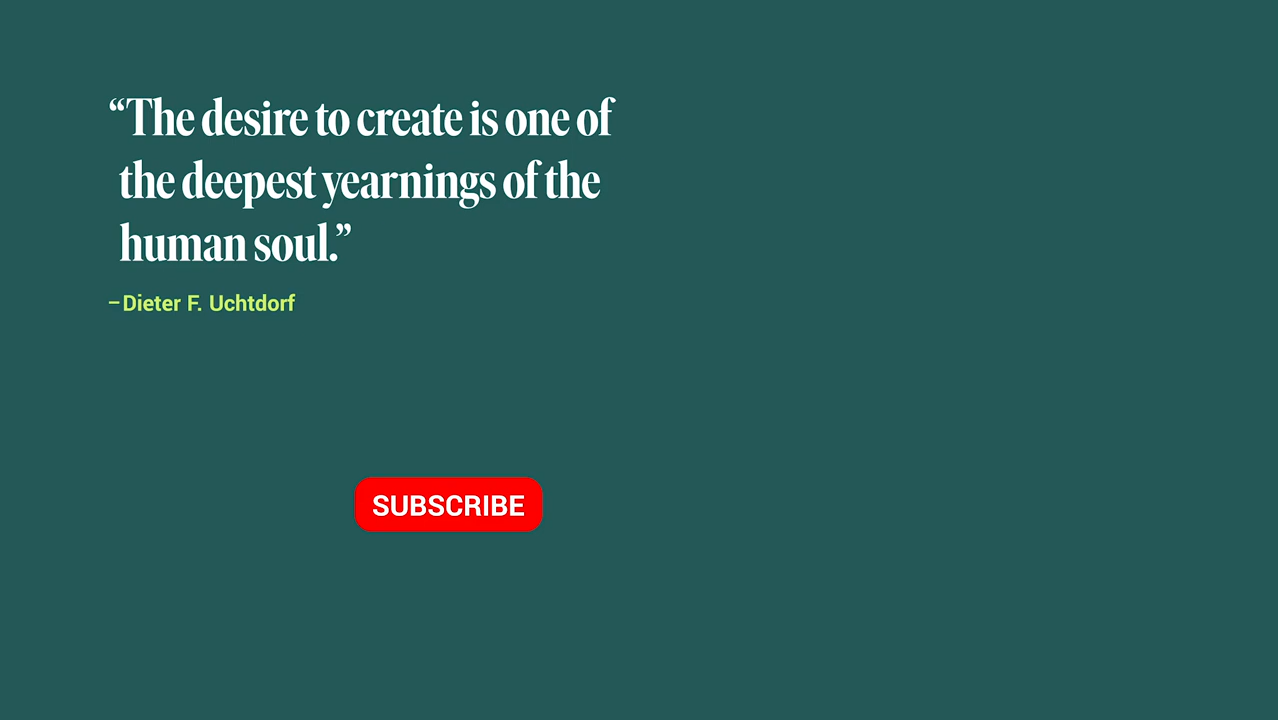 “The desire to create is one of
the deepest yearnings of the
human soul.”
–Dieter F. Uchtdorf
SUBSCRIBE